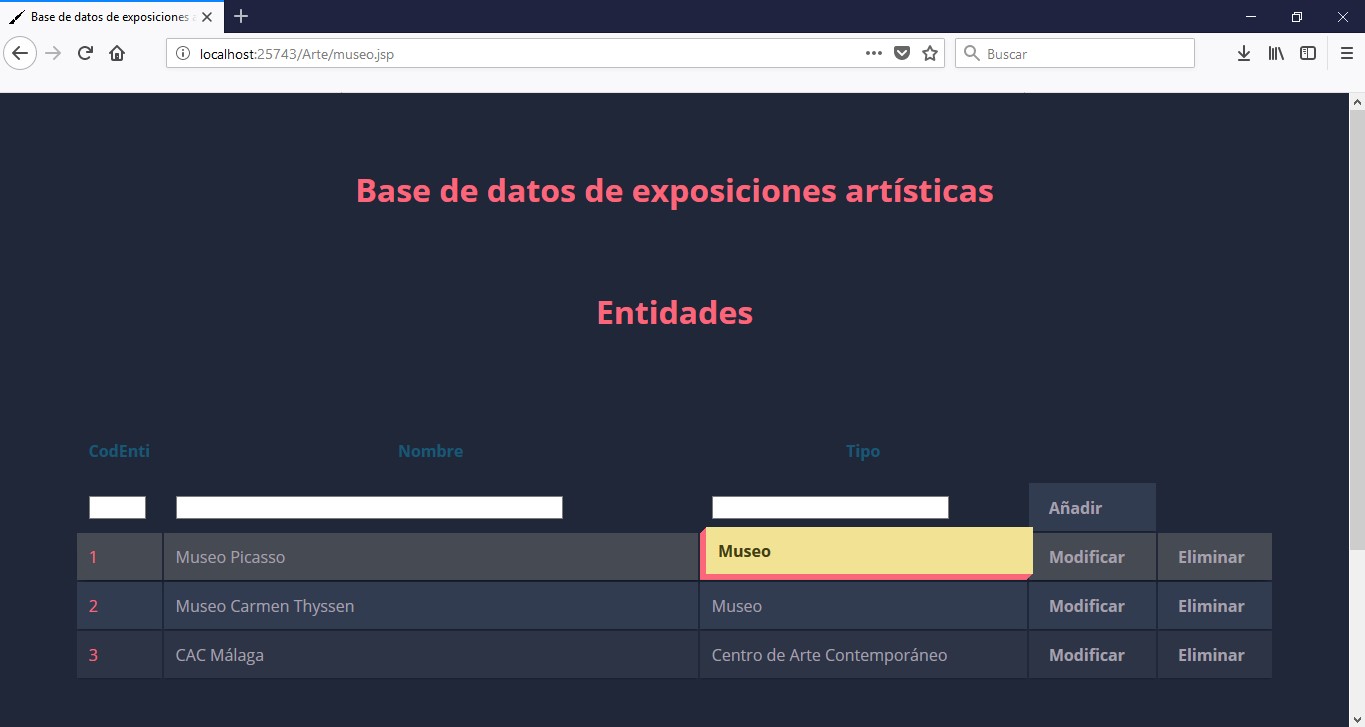 Base de datos de exposiciones
localhost:25743/Arte/museo.jsp
Buscar
Base de datos de exposiciones artísticas
Entidades
CodEnti Nombre Tipo
Añadir
1 Museo Picasso Museo Modificar Eliminar
2 Museo Carmen Thyssen Museo Modificar Eliminar
3 CAC Málaga Centro de Arte Contemporáneo Modificar Eliminar